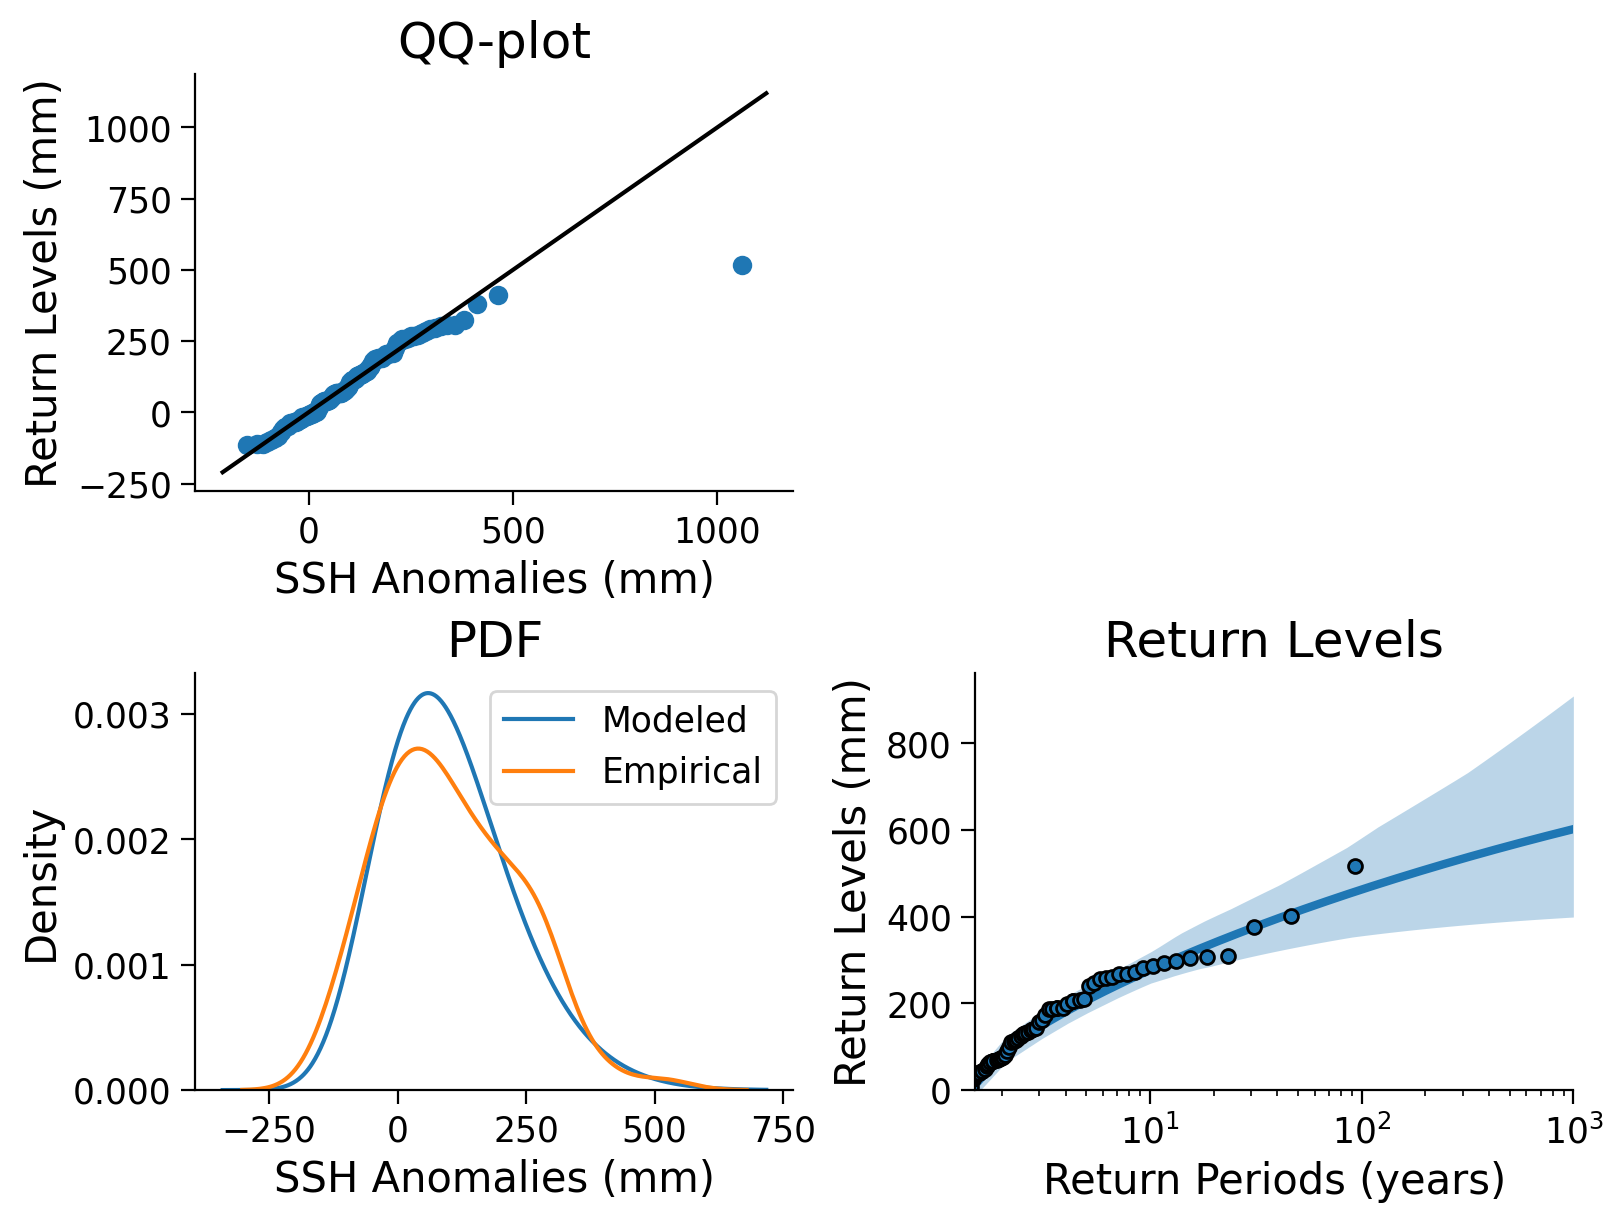 QQ-plot
Return Levels (mm)
1000
750
500
250
0
−250
0 500 1000
SSH Anomalies (mm)
PDF
Density
0.003
0.002
0.001
0.000
Modeled
Empirical
−250 0 250 500 750
SSH Anomalies (mm)
Return Levels
Return Levels (mm)
800
600
400
200
0
10¹ 10² 10³
Return Periods (years)